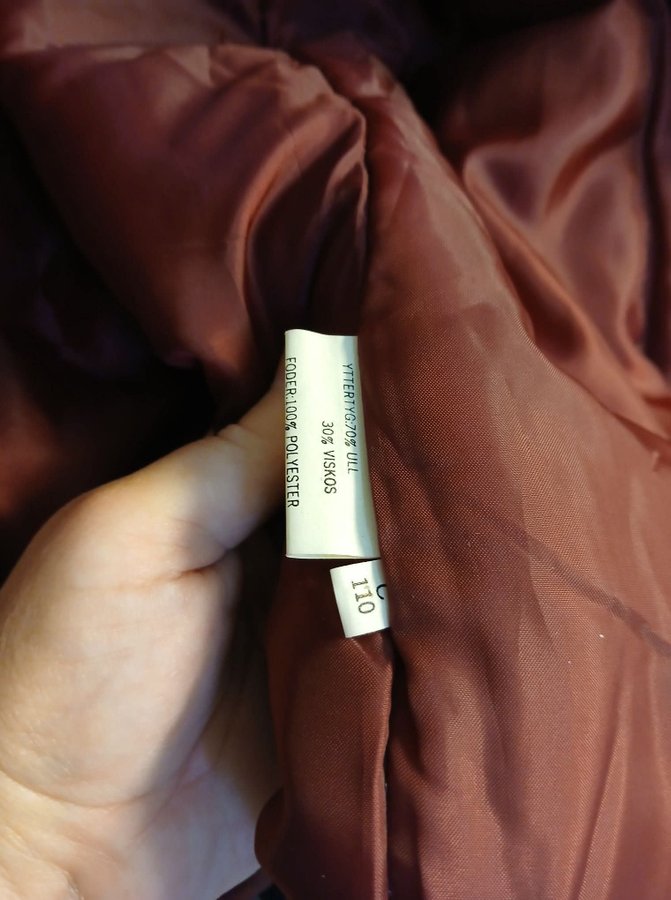 YTTERTYG:70% ULL
30% VISKOS
FODER:100% POLYESTER
C
110